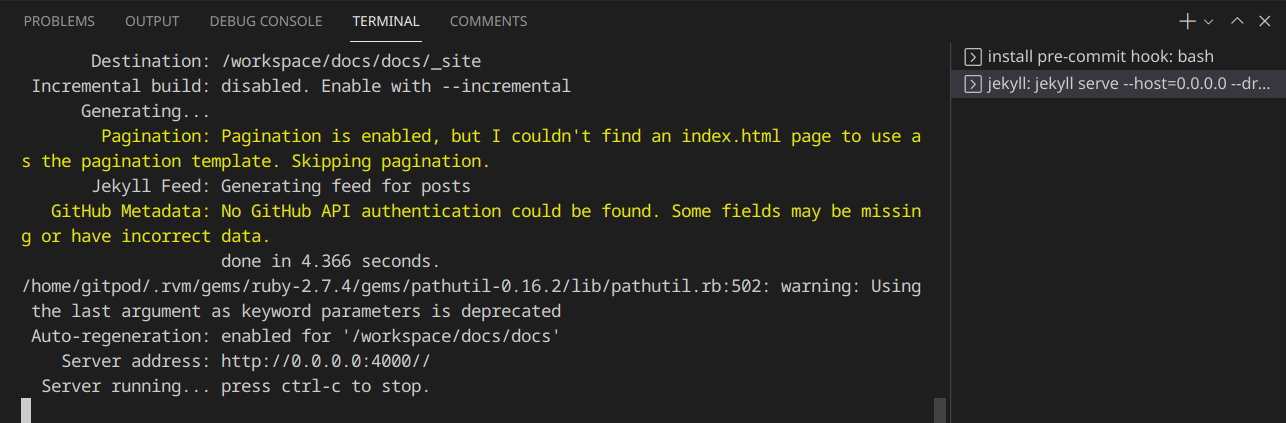 PROBLEMS OUTPUT DEBUG CONSOLE TERMINAL COMMENTS
Destination: /workspace/docs/docs/_site
Incremental build: disabled. Enable with --incremental
Generating...
Pagination: Pagination is enabled, but I couldn't find an index.html page to use a
s the pagination template. Skipping pagination.
Jekyll Feed: Generating feed for posts
GitHub Metadata: No GitHub API authentication could be found. Some fields may be missin
g or have incorrect data.
done in 4.366 seconds.
/home/gitpod/.rvm/gems/ruby-2.7.4/gems/pathutil-0.16.2/lib/pathutil.rb:502: warning: Using
the last argument as keyword parameters is deprecated
Auto-regeneration: enabled for '/workspace/docs/docs'
Server address: http://0.0.0.0:4000//
Server running... press ctrl-c to stop.
install pre-commit hook: bash
jekyll: jekyll serve --host=0.0.0.0 --dr...